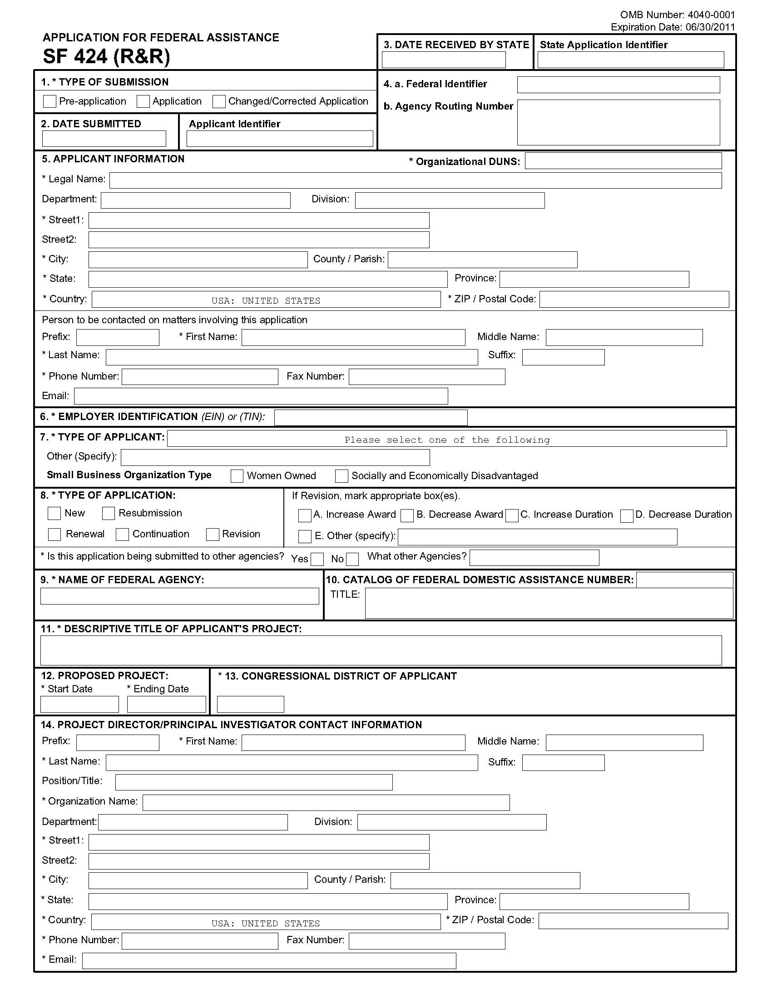 OMB Number: 4040-0001
Expiration Date: 06/30/2011
APPLICATION FOR FEDERAL ASSISTANCE
SF 424 (R&R)
3. DATE RECEIVED BY STATE State Application Identifier
1. * TYPE OF SUBMISSION
Pre-application Application Changed/Corrected Application
4. a. Federal Identifier
b. Agency Routing Number
2. DATE SUBMITTED Applicant Identifier
5. APPLICANT INFORMATION * Organizational DUNS:
* Legal Name:
Department: Division:
* Street1:
Street2:
* City: County / Parish:
* State: Province:
* Country: USA: UNITED STATES * ZIP / Postal Code:
Person to be contacted on matters involving this application
Prefix: * First Name: Middle Name:
* Last Name: Suffix:
* Phone Number: Fax Number:
Email:
6. * EMPLOYER IDENTIFICATION (EIN) or (TIN):
7. * TYPE OF APPLICANT: Please select one of the following
Other (Specify):
Small Business Organization Type Women Owned Socially and Economically Disadvantaged
8. * TYPE OF APPLICATION:
New Resubmission
Renewal Continuation Revision
If Revision, mark appropriate box(es).
A. Increase Award B. Decrease Award C. Increase Duration D. Decrease Duration
E. Other (specify):
* Is this application being submitted to other agencies? Yes No What other Agencies?
9. * NAME OF FEDERAL AGENCY:
10. CATALOG OF FEDERAL DOMESTIC ASSISTANCE NUMBER:
TITLE:
11. * DESCRIPTIVE TITLE OF APPLICANT'S PROJECT:
12. PROPOSED PROJECT:
* Start Date * Ending Date
* 13. CONGRESSIONAL DISTRICT OF APPLICANT
14. PROJECT DIRECTOR/PRINCIPAL INVESTIGATOR CONTACT INFORMATION
Prefix: * First Name: Middle Name:
* Last Name: Suffix:
Position/Title:
* Organization Name:
Department: Division:
* Street1:
Street2:
* City: County / Parish:
* State: Province:
* Country: USA: UNITED STATES * ZIP / Postal Code:
* Phone Number: Fax Number:
* Email: